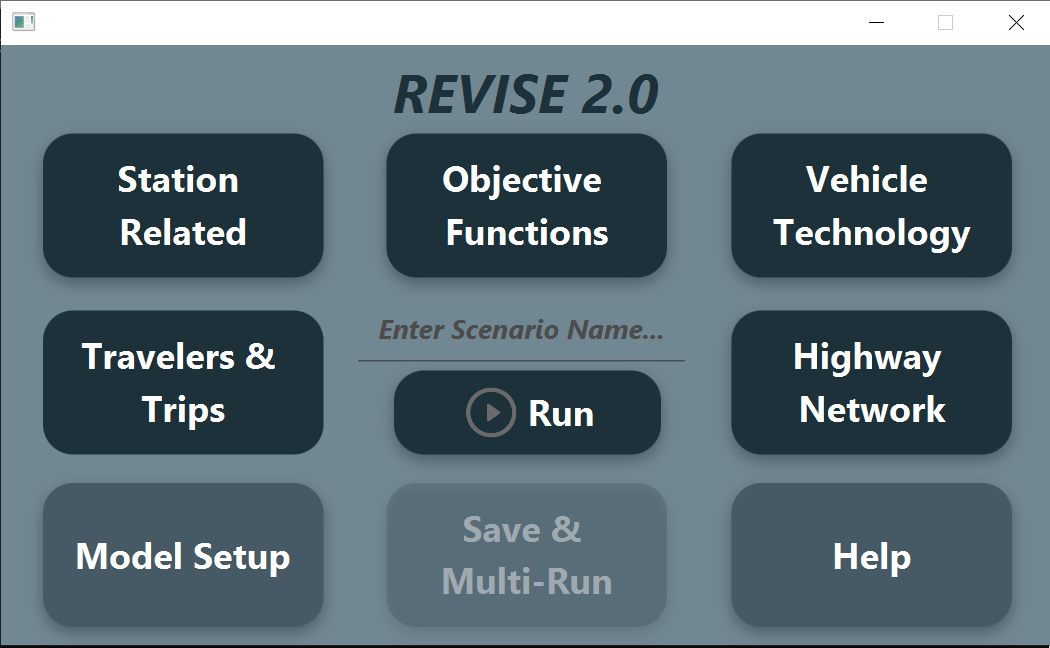 REVISE 2.0
Station
Related
Objective
Functions
Vehicle
Technology
Travelers &
Trips
Enter Scenario Name...
Run
Highway
Network
Model Setup
Save &
Multi-Run
Help